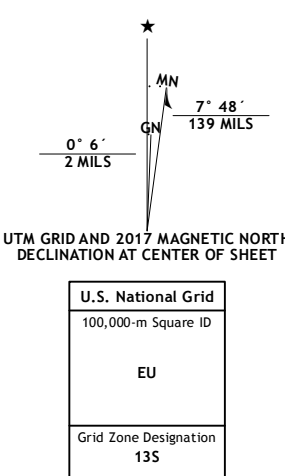 ★
MN
7° 48´
139 MILS
GN
0° 6´
2 MILS
UTM GRID AND 2017 MAGNETIC NORTH
DECLINATION AT CENTER OF SHEET
U.S. National Grid
100,000-m Square ID
EU
Grid Zone Designation
13S